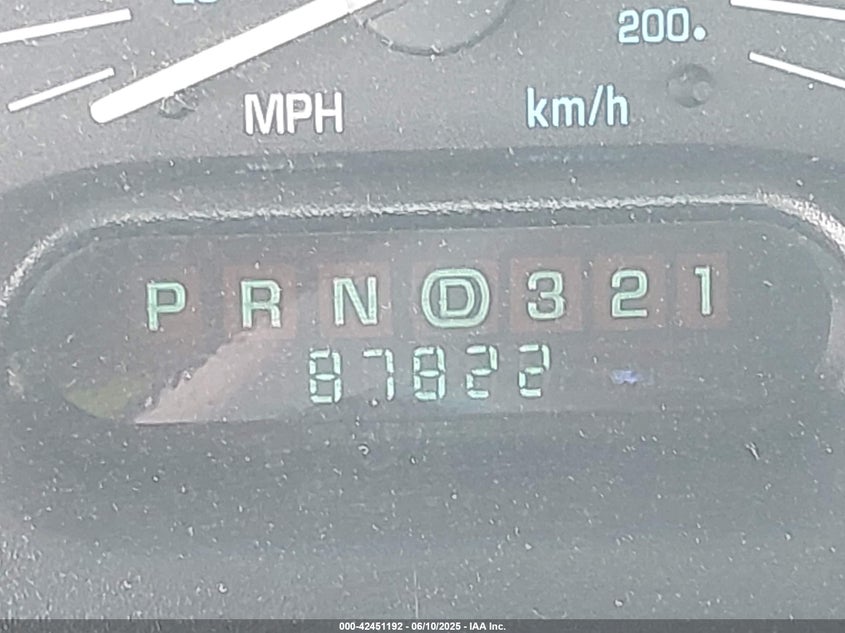 200.
MPH km/h
P R N D 3 2 1
87822
000-42451192 - 06/10/2025 - IAA Inc.